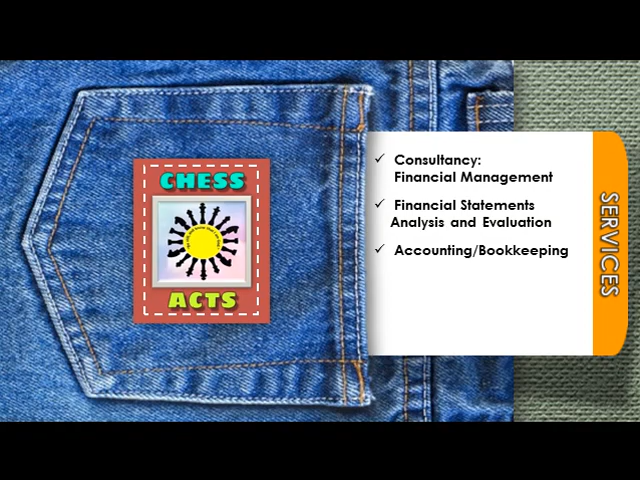 CHESS
ACTS
✓ Consultancy:
Financial Management
✓ Financial Statements
Analysis and Evaluation
✓ Accounting/Bookkeeping
SERVICES